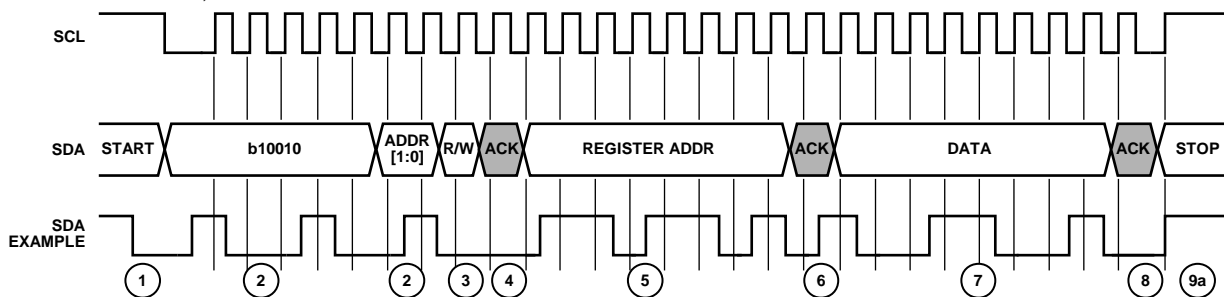 SCL
SDA START b10010 ADDR [1:0] R/W ACK REGISTER ADDR ACK DATA ACK STOP
SDA EXAMPLE
1 2 2 3 4 5 6 7 8 9a